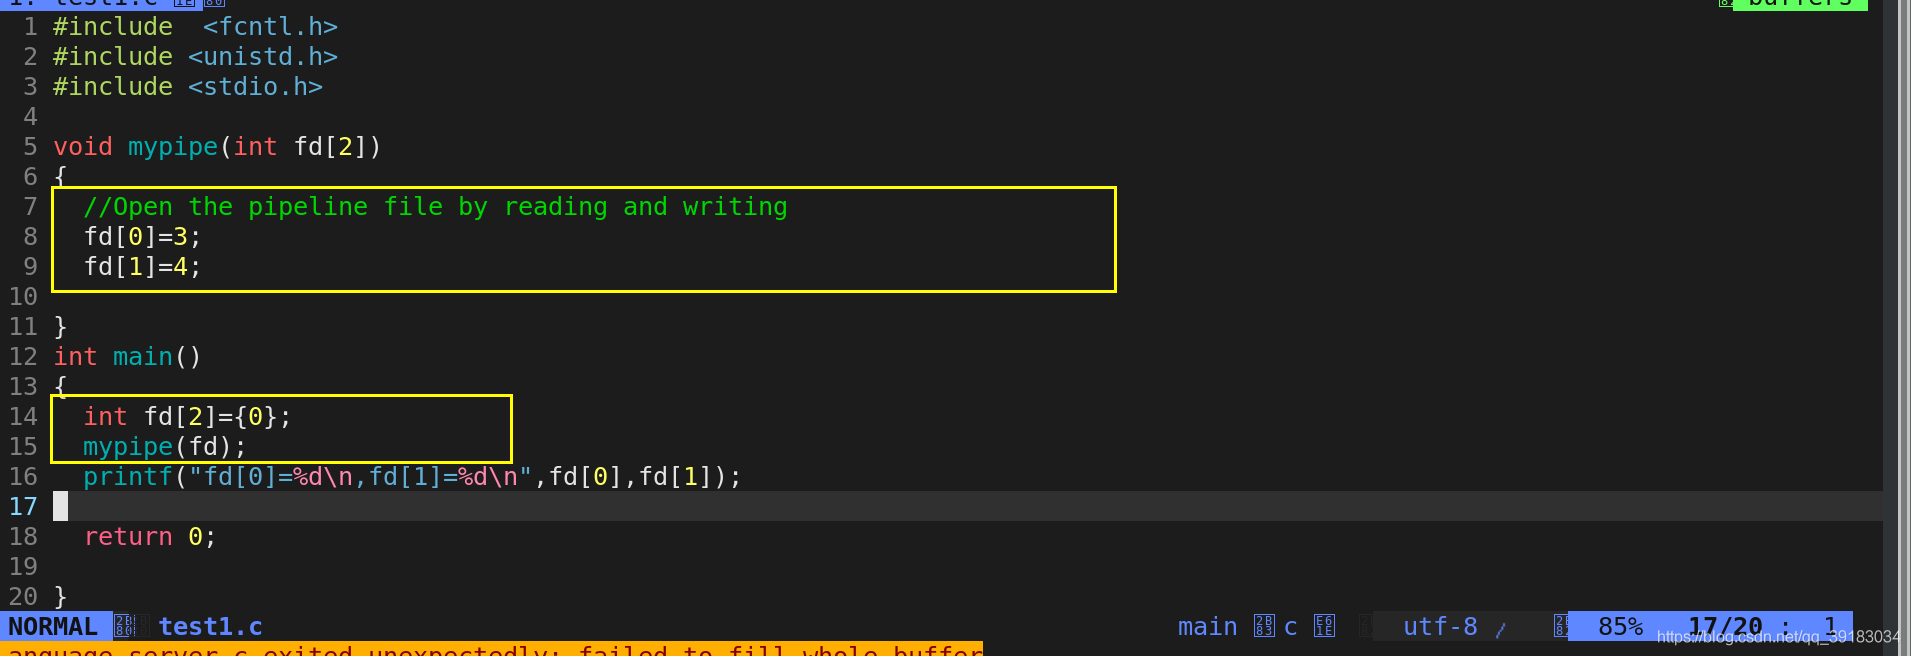 1: test1.c
buffers
1 #include  <fcntl.h>
2 #include <unistd.h>
3 #include <stdio.h>
4
5 void mypipe(int fd[2])
6 {
7   //Open the pipeline file by reading and writing
8   fd[0]=3;
9   fd[1]=4;
10
11 }
12 int main()
13 {
14   int fd[2]={0};
15   mypipe(fd);
16   printf("fd[0]=%d\n,fd[1]=%d\n",fd[0],fd[1]);
17
18   return 0;
19
20 }
NORMAL test1.c main c utf-8 85% 17/20 : 1
https://blog.csdn.net/qq_39183034
anguage server c exited unexpectedly: failed to fill whole buffer